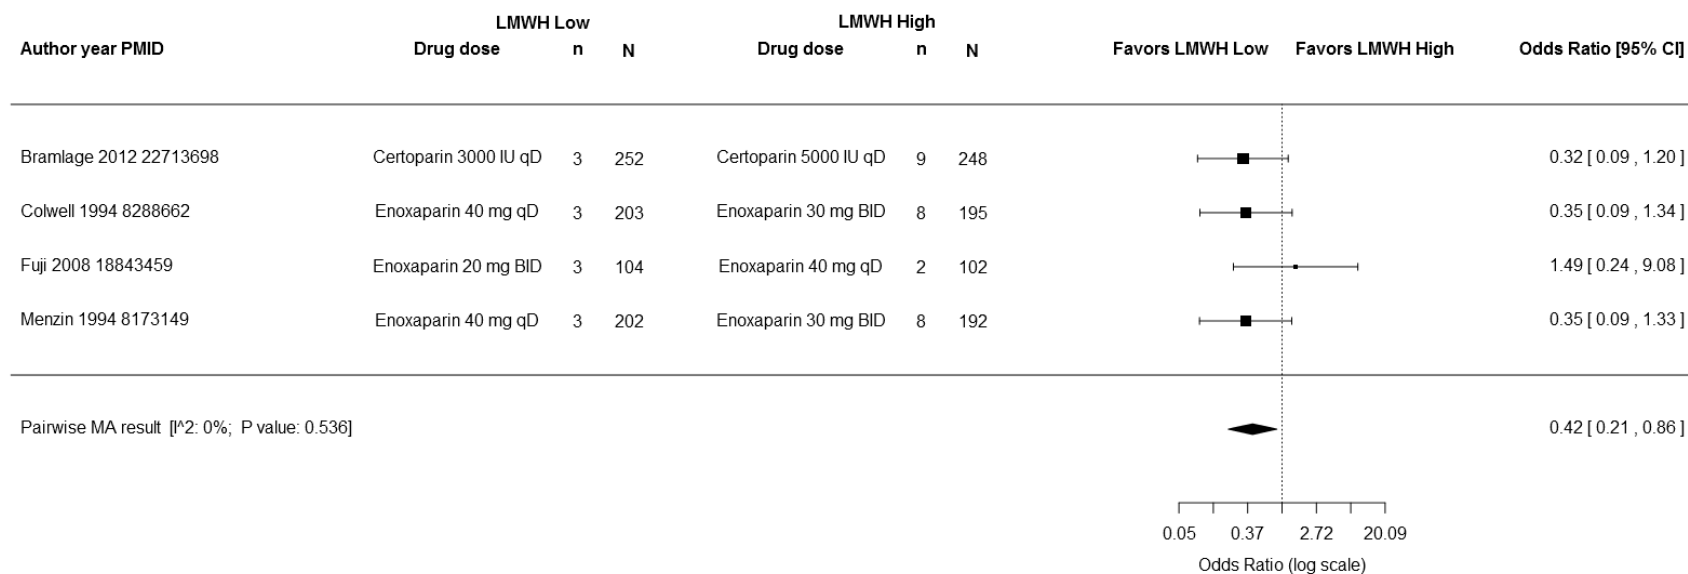 LMWH Low LMWH High
Author year PMID Drug dose n N Drug dose n N Favors LMWH Low Favors LMWH High Odds Ratio [95% CI]
Bramlage 2012 22713698 Certoparin 3000 IU qD 3 252 Certoparin 5000 IU qD 9 248 0.32 [ 0.09 , 1.20 ]
Colwell 1994 8288662 Enoxaparin 40 mg qD 3 203 Enoxaparin 30 mg BID 8 195 0.35 [ 0.09 , 1.34 ]
Fuji 2008 18843459 Enoxaparin 20 mg BID 3 104 Enoxaparin 40 mg qD 2 102 1.49 [ 0.24 , 9.08 ]
Menzin 1994 8173149 Enoxaparin 40 mg qD 3 202 Enoxaparin 30 mg BID 8 192 0.35 [ 0.09 , 1.33 ]
Pairwise MA result [I^2: 0%; P value: 0.536] 0.42 [ 0.21 , 0.86 ]
0.05 0.37 2.72 20.09
Odds Ratio (log scale)